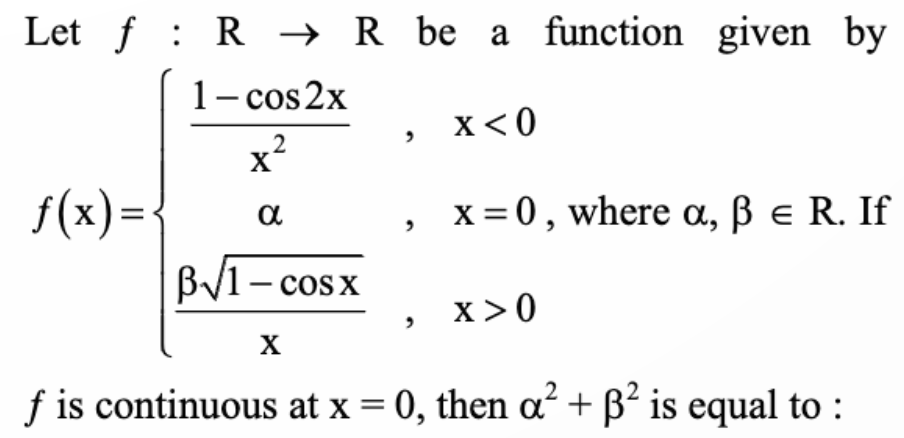 Let f : R → R be a function given by
f(x) = { (1 – cos2x)/x² , x < 0
α , x = 0 , where α, β ∈ R. If
β√(1 – cos x)/x , x > 0
f is continuous at x = 0, then α² + β² is equal to :